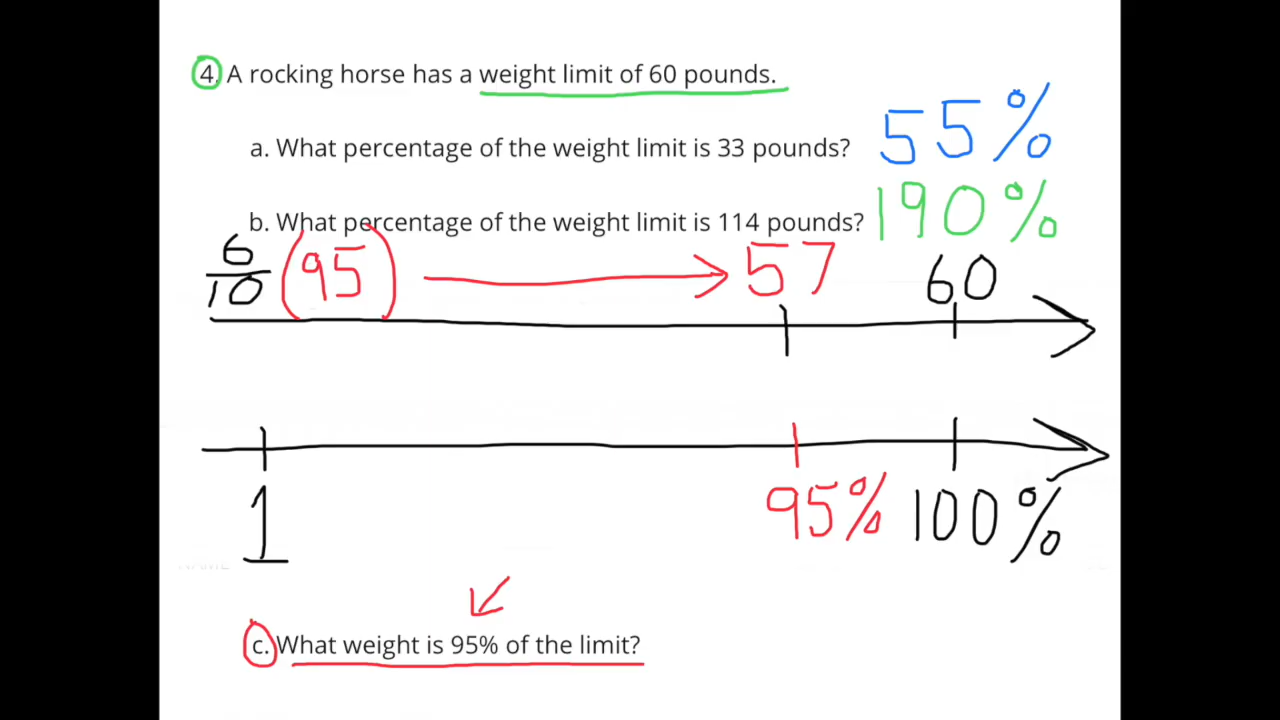 4. A rocking horse has a weight limit of 60 pounds.
a. What percentage of the weight limit is 33 pounds? 55%
b. What percentage of the weight limit is 114 pounds? 190%
6/10 (95) → 57 60
1 95% 100%
c. What weight is 95% of the limit?